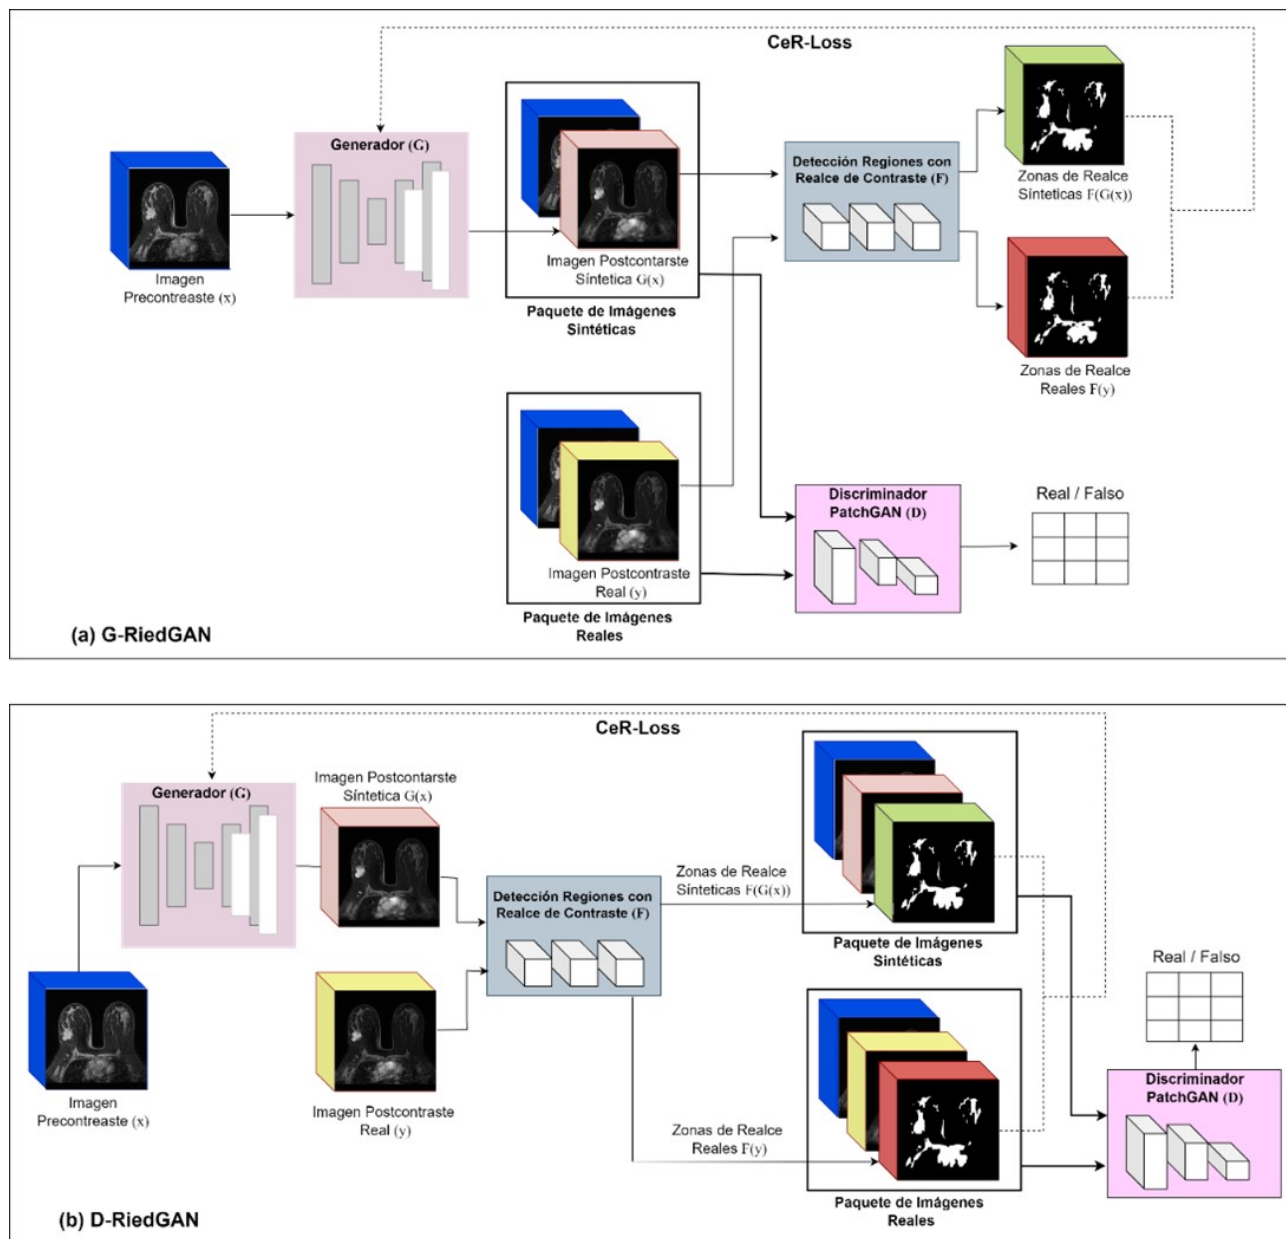 CeR-Loss
Generador (G)
Imagen
Precontreaste (x)
Imagen Postcontarste
Síntetica G(x)
Paquete de Imágenes
Sintéticas
Detección Regiones con
Realce de Contraste (F)
Zonas de Realce
Sínteticas F(G(x))
Zonas de Realce
Reales F(y)
Imagen Postcontraste
Real (y)
Paquete de Imágenes
Reales
Discriminador
PatchGAN (D)
Real / Falso
(a) G-RiedGAN
CeR-Loss
Generador (G)
Imagen Postcontarste
Síntetica G(x)
Imagen
Precontreaste (x)
Imagen Postcontraste
Real (y)
Detección Regiones con
Realce de Contraste (F)
Zonas de Realce
Sínteticas F(G(x))
Zonas de Realce
Reales F(y)
Paquete de Imágenes
Sintéticas
Paquete de Imágenes
Reales
Real / Falso
Discriminador
PatchGAN (D)
(b) D-RiedGAN